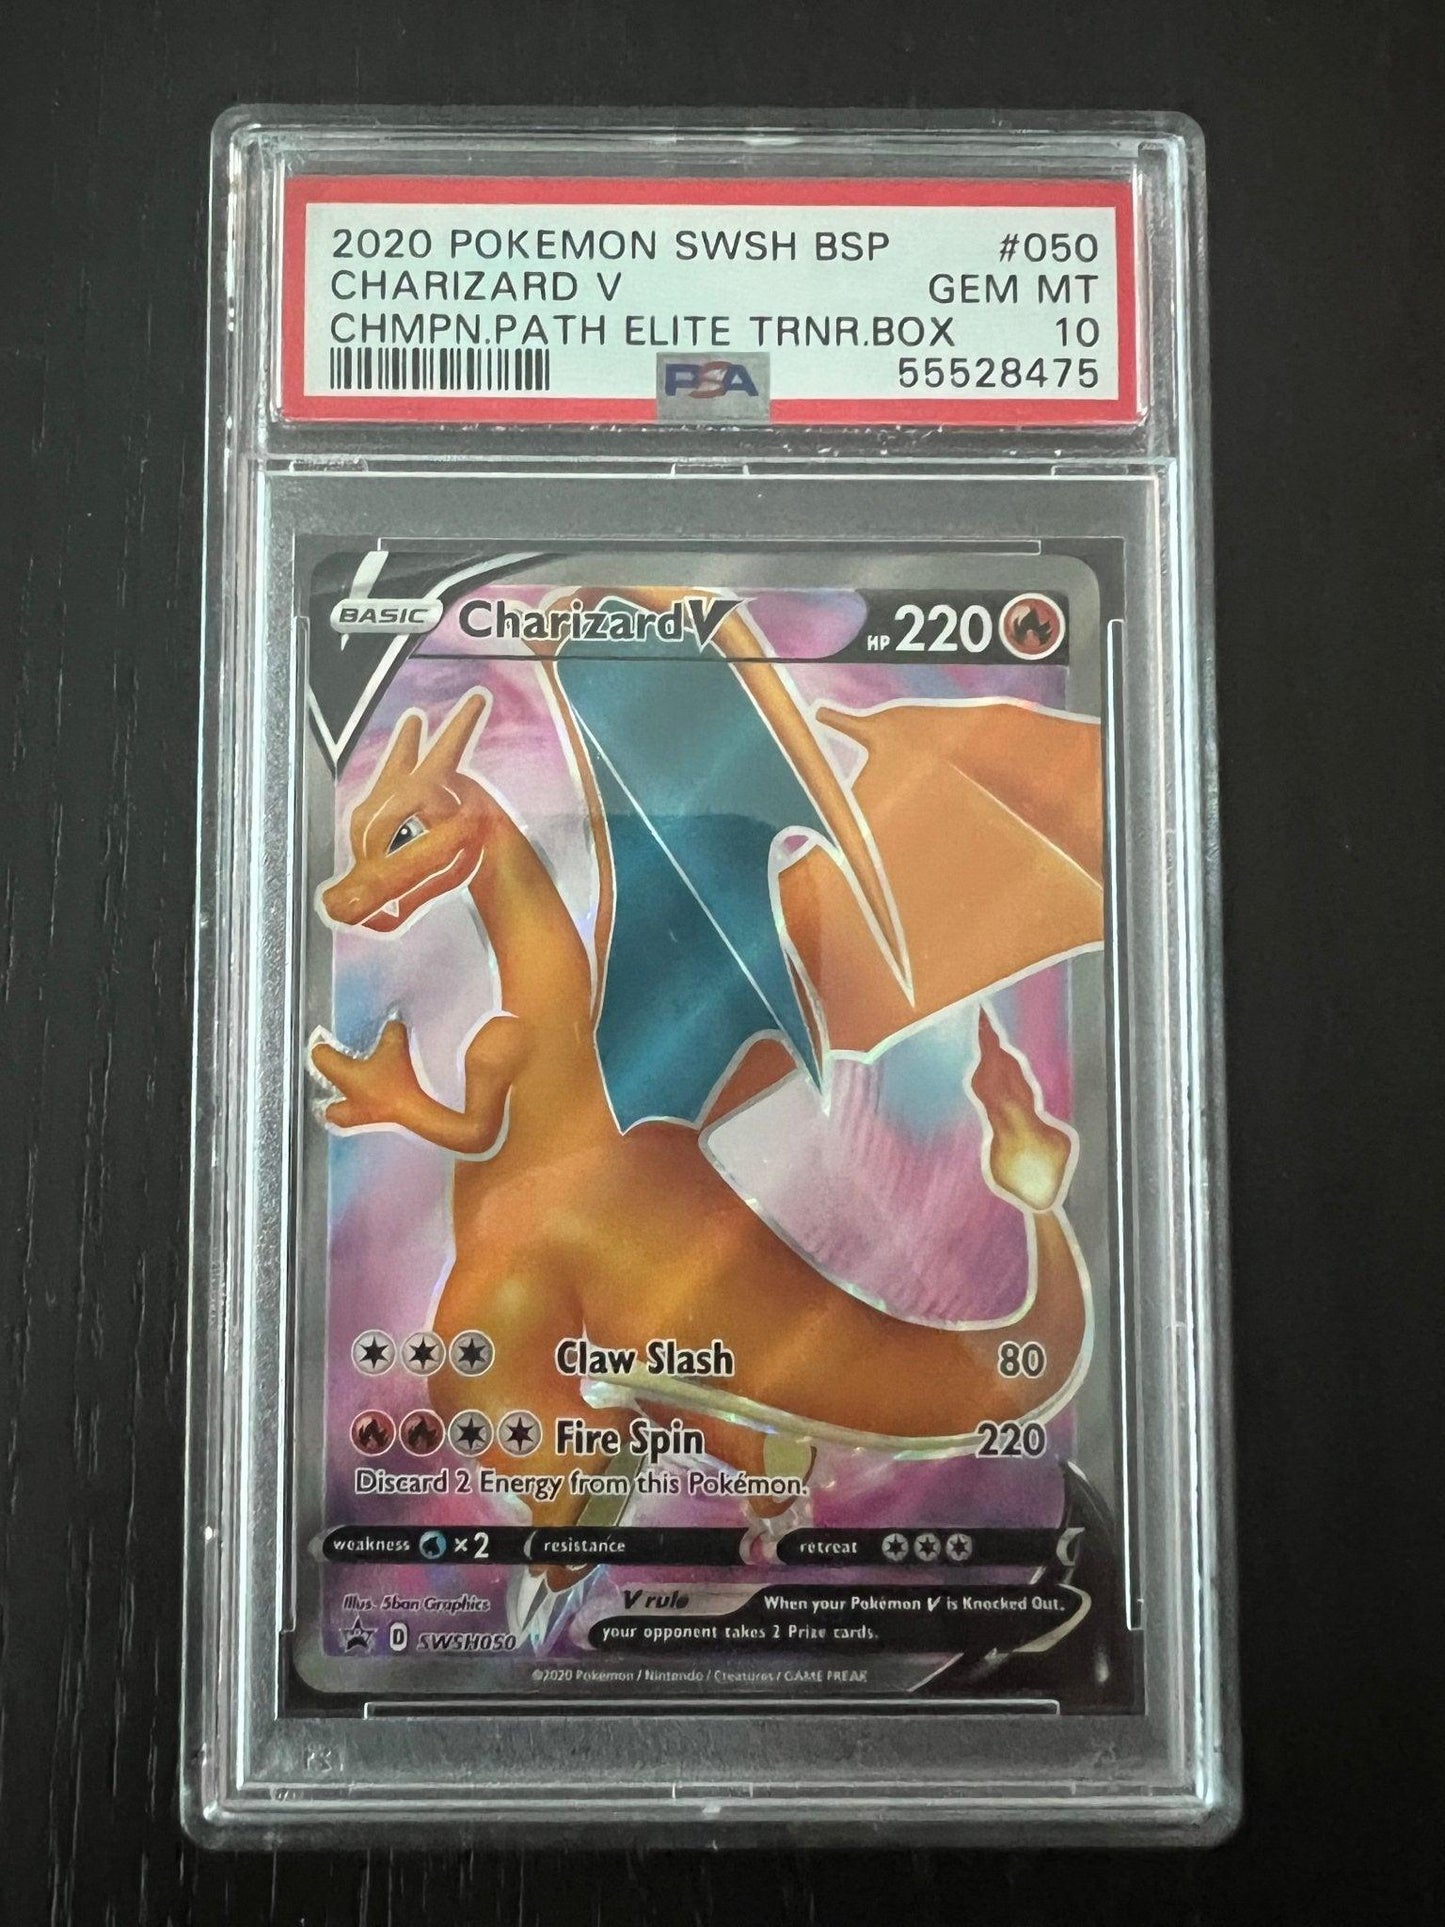 2020 POKEMON SWSH BSP #050
CHARIZARD V GEM MT
CHMPN.PATH ELITE TRNR.BOX 10
PSA 55528475
BASIC Charizard V HP 220
Claw Slash 80
Fire Spin 220
Discard 2 Energy from this Pokémon.
weakness ×2 resistance retreat
Illus. 5ban Graphics V rule When your Pokémon V is Knocked Out,
D SWSH050 your opponent takes 2 Prize cards.
©2020 Pokémon / Nintendo / Creatures / GAME FREAK